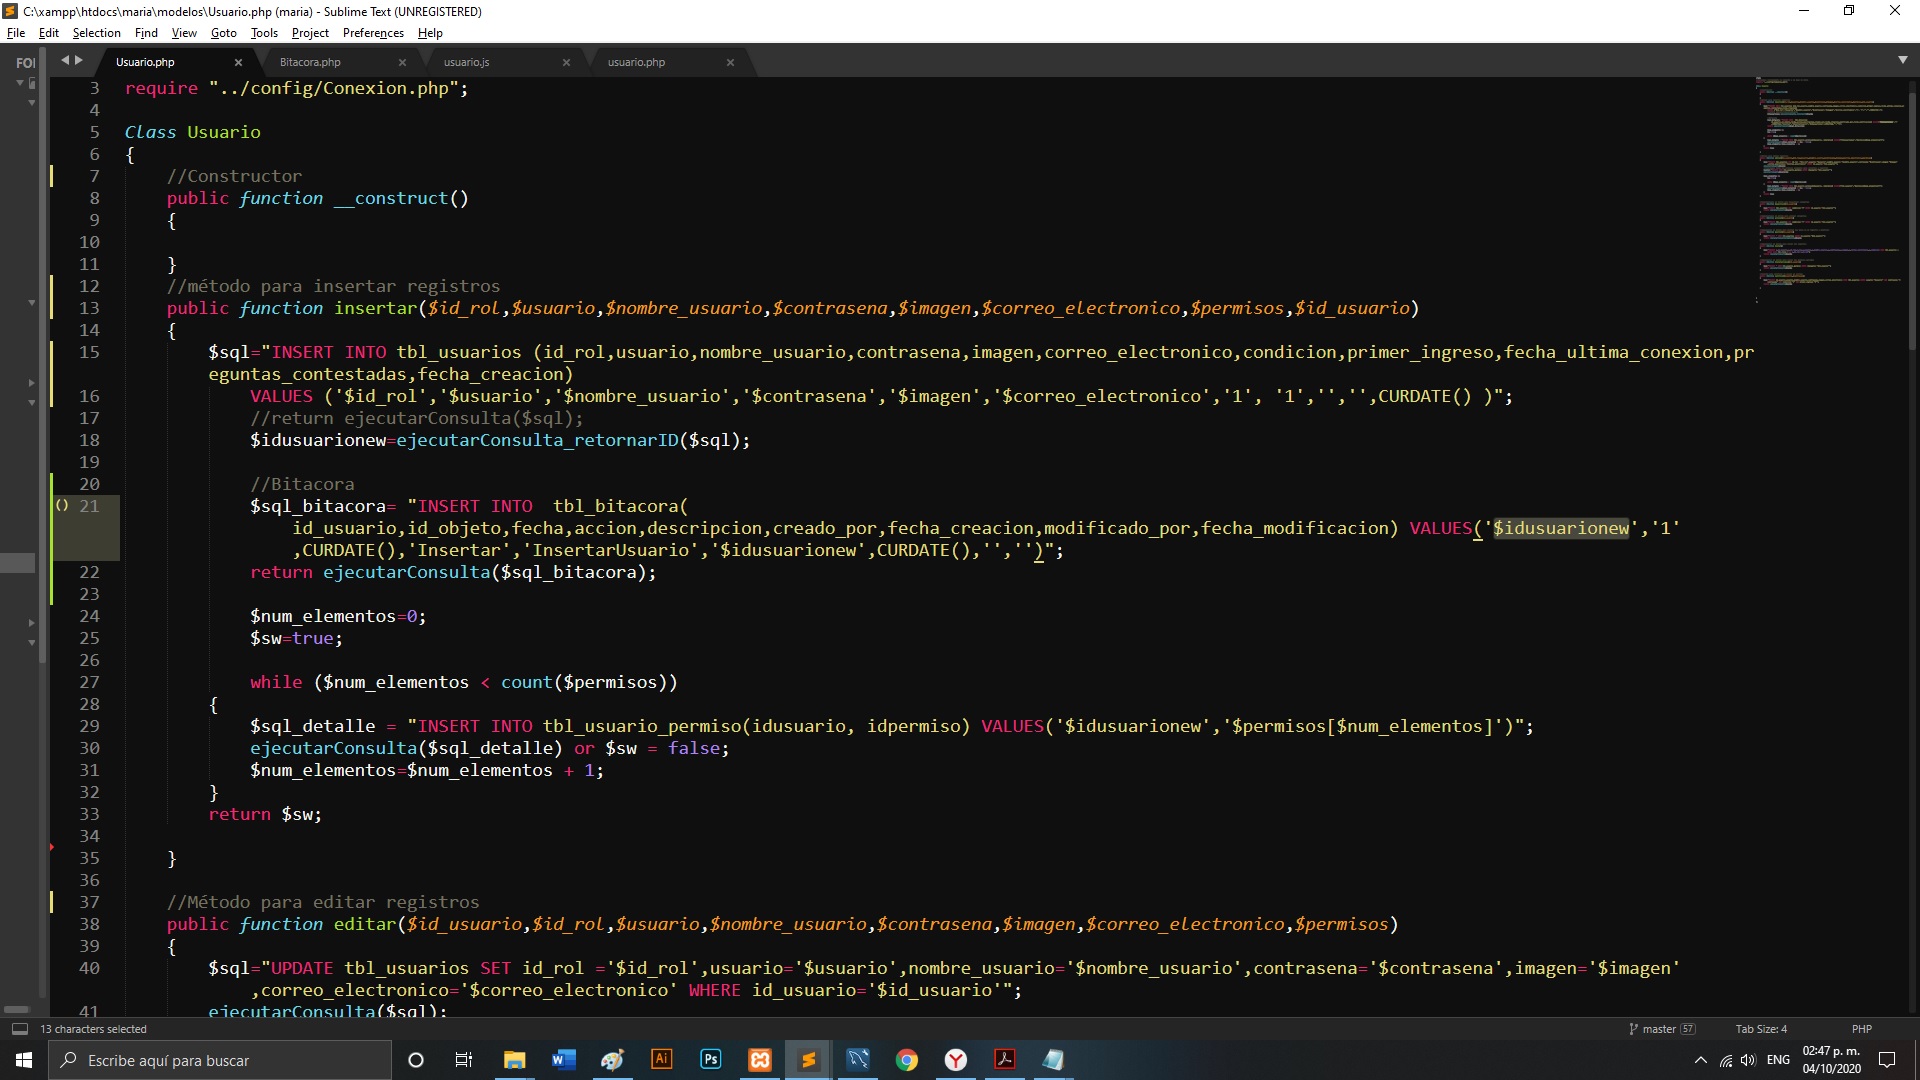 C:\xampp\htdocs\maria\modelos\Usuario.php (maria) - Sublime Text (UNREGISTERED)
File Edit Selection Find View Goto Tools Project Preferences Help
FOI
Usuario.php Bitacora.php usuario.js usuario.php
3 require "../config/Conexion.php";
4
5 Class Usuario
6 {
7 //Constructor
8 public function __construct()
9 {
10
11 }
12 //método para insertar registros
13 public function insertar($id_rol,$usuario,$nombre_usuario,$contrasena,$imagen,$correo_electronico,$permisos,$id_usuario)
14 {
15 $sql="INSERT INTO tbl_usuarios (id_rol,usuario,nombre_usuario,contrasena,imagen,correo_electronico,condicion,primer_ingreso,fecha_ultima_conexion,pr
eguntas_contestadas,fecha_creacion)
16 VALUES ('$id_rol','$usuario','$nombre_usuario','$contrasena','$imagen','$correo_electronico','1', '1','','',CURDATE() )";
17 //return ejecutarConsulta($sql);
18 $idusuarionew=ejecutarConsulta_retornarID($sql);
19
20 //Bitacora
() 21 $sql_bitacora= "INSERT INTO  tbl_bitacora(
id_usuario,id_objeto,fecha,accion,descripcion,creado_por,fecha_creacion,modificado_por,fecha_modificacion) VALUES('$idusuarionew','1'
,CURDATE(),'Insertar','InsertarUsuario','$idusuarionew',CURDATE(),'','')";
22 return ejecutarConsulta($sql_bitacora);
23
24 $num_elementos=0;
25 $sw=true;
26
27 while ($num_elementos < count($permisos))
28 {
29 $sql_detalle = "INSERT INTO tbl_usuario_permiso(idusuario, idpermiso) VALUES('$idusuarionew','$permisos[$num_elementos]')";
30 ejecutarConsulta($sql_detalle) or $sw = false;
31 $num_elementos=$num_elementos + 1;
32 }
33 return $sw;
34
35 }
36
37 //Método para editar registros
38 public function editar($id_usuario,$id_rol,$usuario,$nombre_usuario,$contrasena,$imagen,$correo_electronico,$permisos)
39 {
40 $sql="UPDATE tbl_usuarios SET id_rol ='$id_rol',usuario='$usuario',nombre_usuario='$nombre_usuario',contrasena='$contrasena',imagen='$imagen'
,correo_electronico='$correo_electronico' WHERE id_usuario='$id_usuario'";
41 ejecutarConsulta($sql);
13 characters selected master 57 Tab Size: 4 PHP
Escribe aquí para buscar
Ai
Ps
ENG
02:47 p. m.
04/10/2020